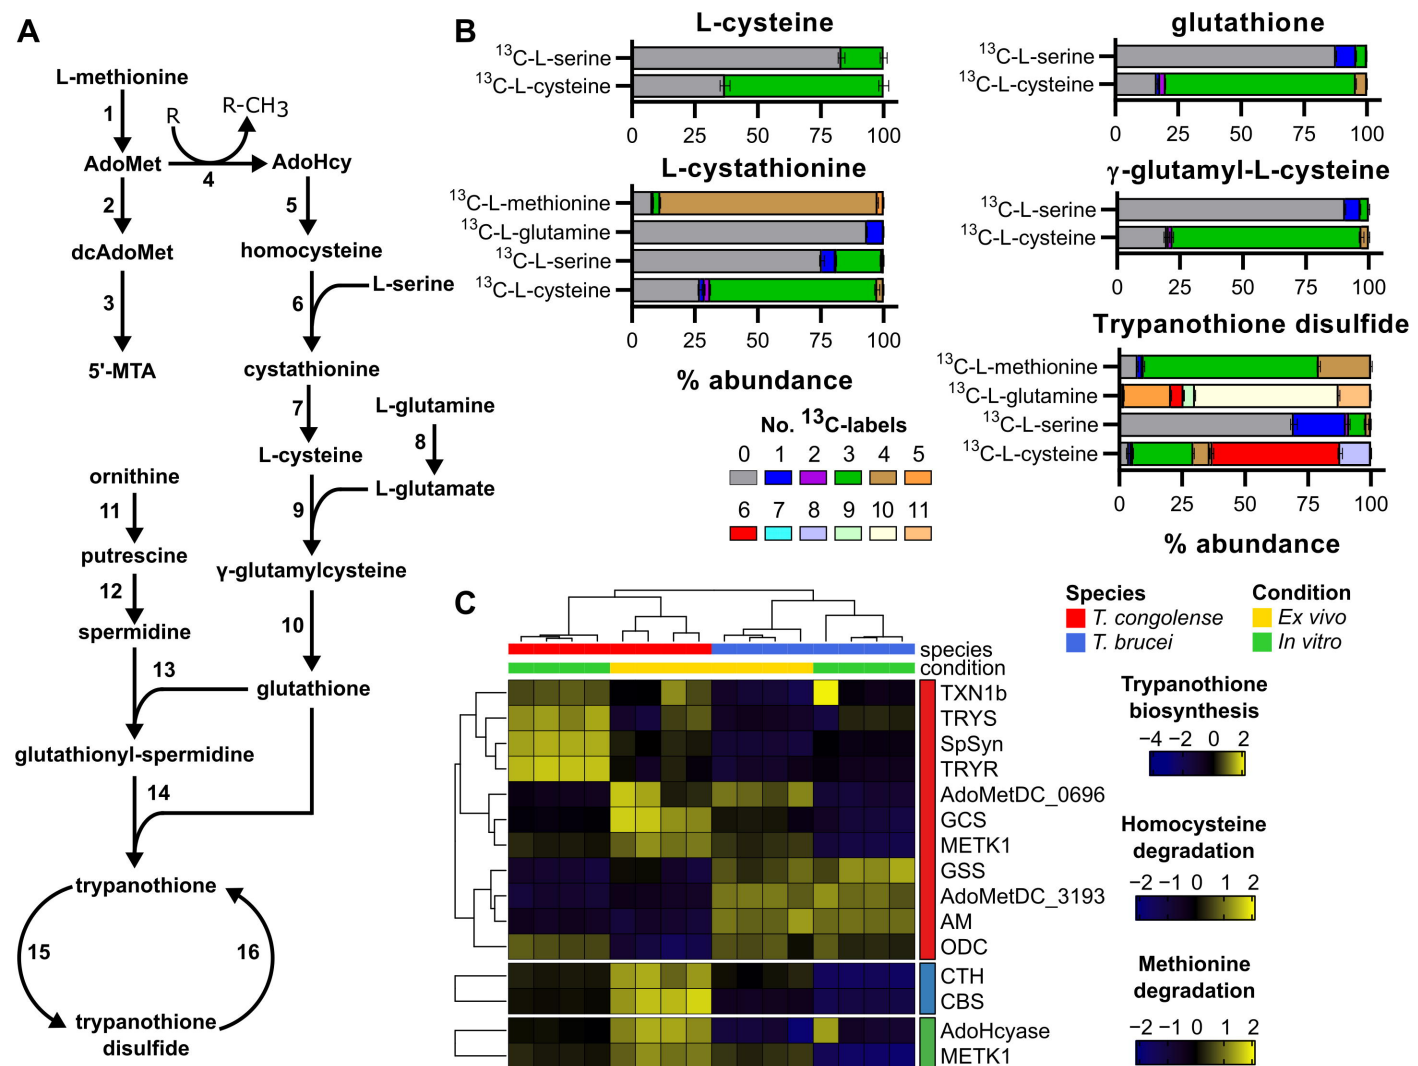 A
L-methionine
1
R
R-CH3
AdoMet
AdoHcy
4
2
5
dcAdoMet
homocysteine
3
L-serine
6
5'-MTA
cystathionine
7
L-glutamine
8
L-cysteine
ornithine
L-glutamate
11
9
putrescine
γ-glutamylcysteine
12
10
spermidine
13
glutathione
glutathionyl-spermidine
14
trypanothione
15
16
trypanothione
disulfide
B
L-cysteine
13C-L-serine
13C-L-cysteine
0 25 50 75 100
L-cystathionine
13C-L-methionine
13C-L-glutamine
13C-L-serine
13C-L-cysteine
0 25 50 75 100
% abundance
No. 13C-labels
0 1 2 3 4 5
6 7 8 9 10 11
glutathione
13C-L-serine
13C-L-cysteine
0 25 50 75 100
γ-glutamyl-L-cysteine
13C-L-serine
13C-L-cysteine
0 25 50 75 100
Trypanothione disulfide
13C-L-methionine
13C-L-glutamine
13C-L-serine
13C-L-cysteine
0 25 50 75 100
% abundance
C
species
condition
TXN1b
TRYS
SpSyn
TRYR
AdoMetDC_0696
GCS
METK1
GSS
AdoMetDC_3193
AM
ODC
CTH
CBS
AdoHcyase
METK1
Species
T. congolense
T. brucei
Condition
Ex vivo
In vitro
Trypanothione
biosynthesis
−4 −2 0 2
Homocysteine
degradation
−2 −1 0 1 2
Methionine
degradation
−2 −1 0 1 2